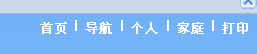 首页 | 导航 | 个人 | 家庭 | 打印